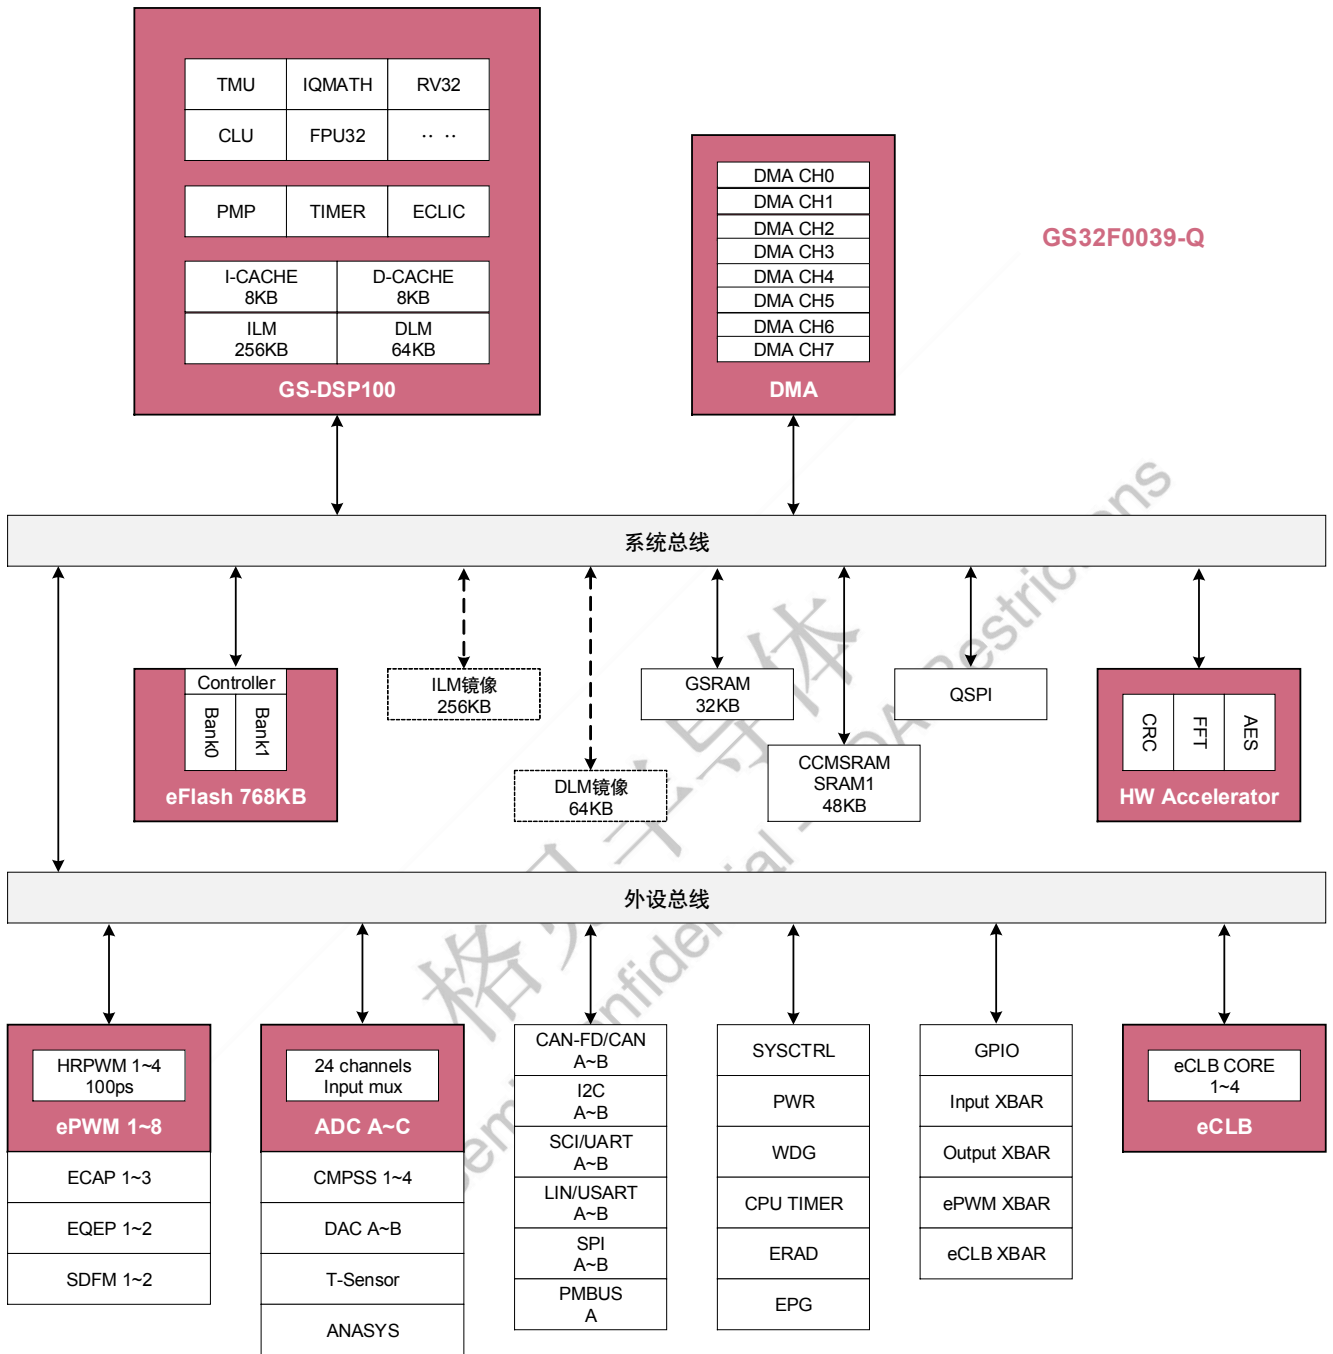 TMU IQMATH RV32
CLU FPU32 ·· ··
PMP TIMER ECLIC
I-CACHE
8KB
D-CACHE
8KB
ILM
256KB
DLM
64KB
GS-DSP100
DMA CH0
DMA CH1
DMA CH2
DMA CH3
DMA CH4
DMA CH5
DMA CH6
DMA CH7
DMA
GS32F0039-Q
系统总线
Controller
Bank0
Bank1
eFlash 768KB
ILM镜像
256KB
DLM镜像
64KB
GSRAM
32KB
CCMSRAM
SRAM1
48KB
QSPI
CRC
FFT
AES
HW Accelerator
外设总线
HRPWM 1~4
100ps
ePWM 1~8
ECAP 1~3
EQEP 1~2
SDFM 1~2
24 channels
Input mux
ADC A~C
CMPSS 1~4
DAC A~B
T-Sensor
ANASYS
CAN-FD/CAN
A~B
I2C
A~B
SCI/UART
A~B
LIN/USART
A~B
SPI
A~B
PMBUS
A
SYSCTRL
PWR
WDG
CPU TIMER
ERAD
EPG
GPIO
Input XBAR
Output XBAR
ePWM XBAR
eCLB XBAR
eCLB CORE
1~4
eCLB